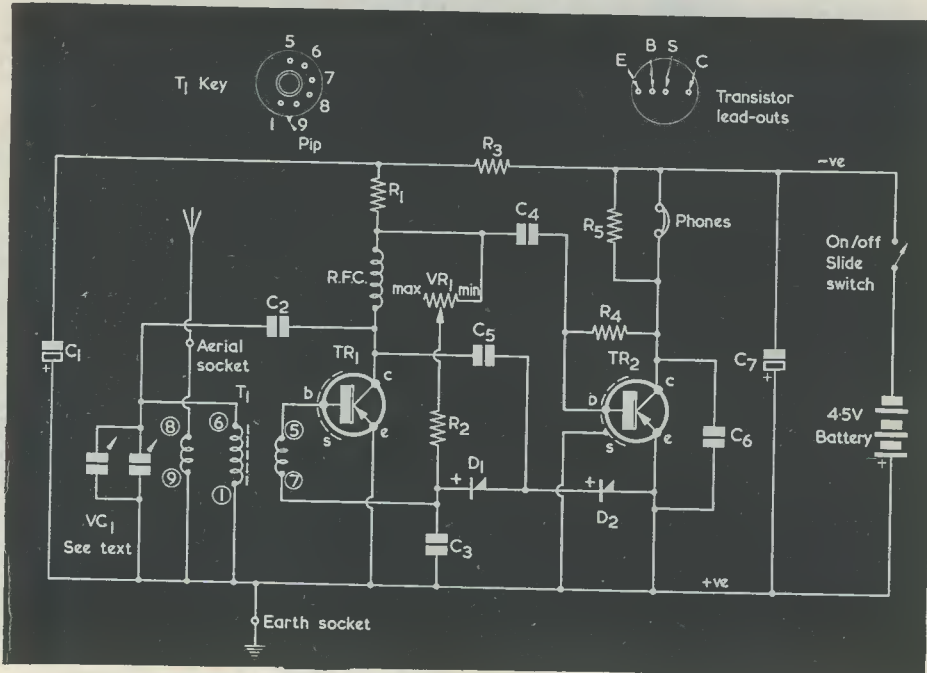 5
6
7
8
9
1
T1 Key
Pip
E
B
S
C
Transistor
lead-outs
R3
−ve
R1
C4
R5
Phones
On/off
Slide
switch
R.F.C.
VR1
max
min
C2
C5
R4
C1
+
Aerial
socket
TR1
c
b
s
e
R2
TR2
c
b
s
e
C7
+
C6
4·5V
Battery
+
T1
8
6
5
9
1
7
+
D1
+
D2
VC1
See text
C3
+ve
Earth socket